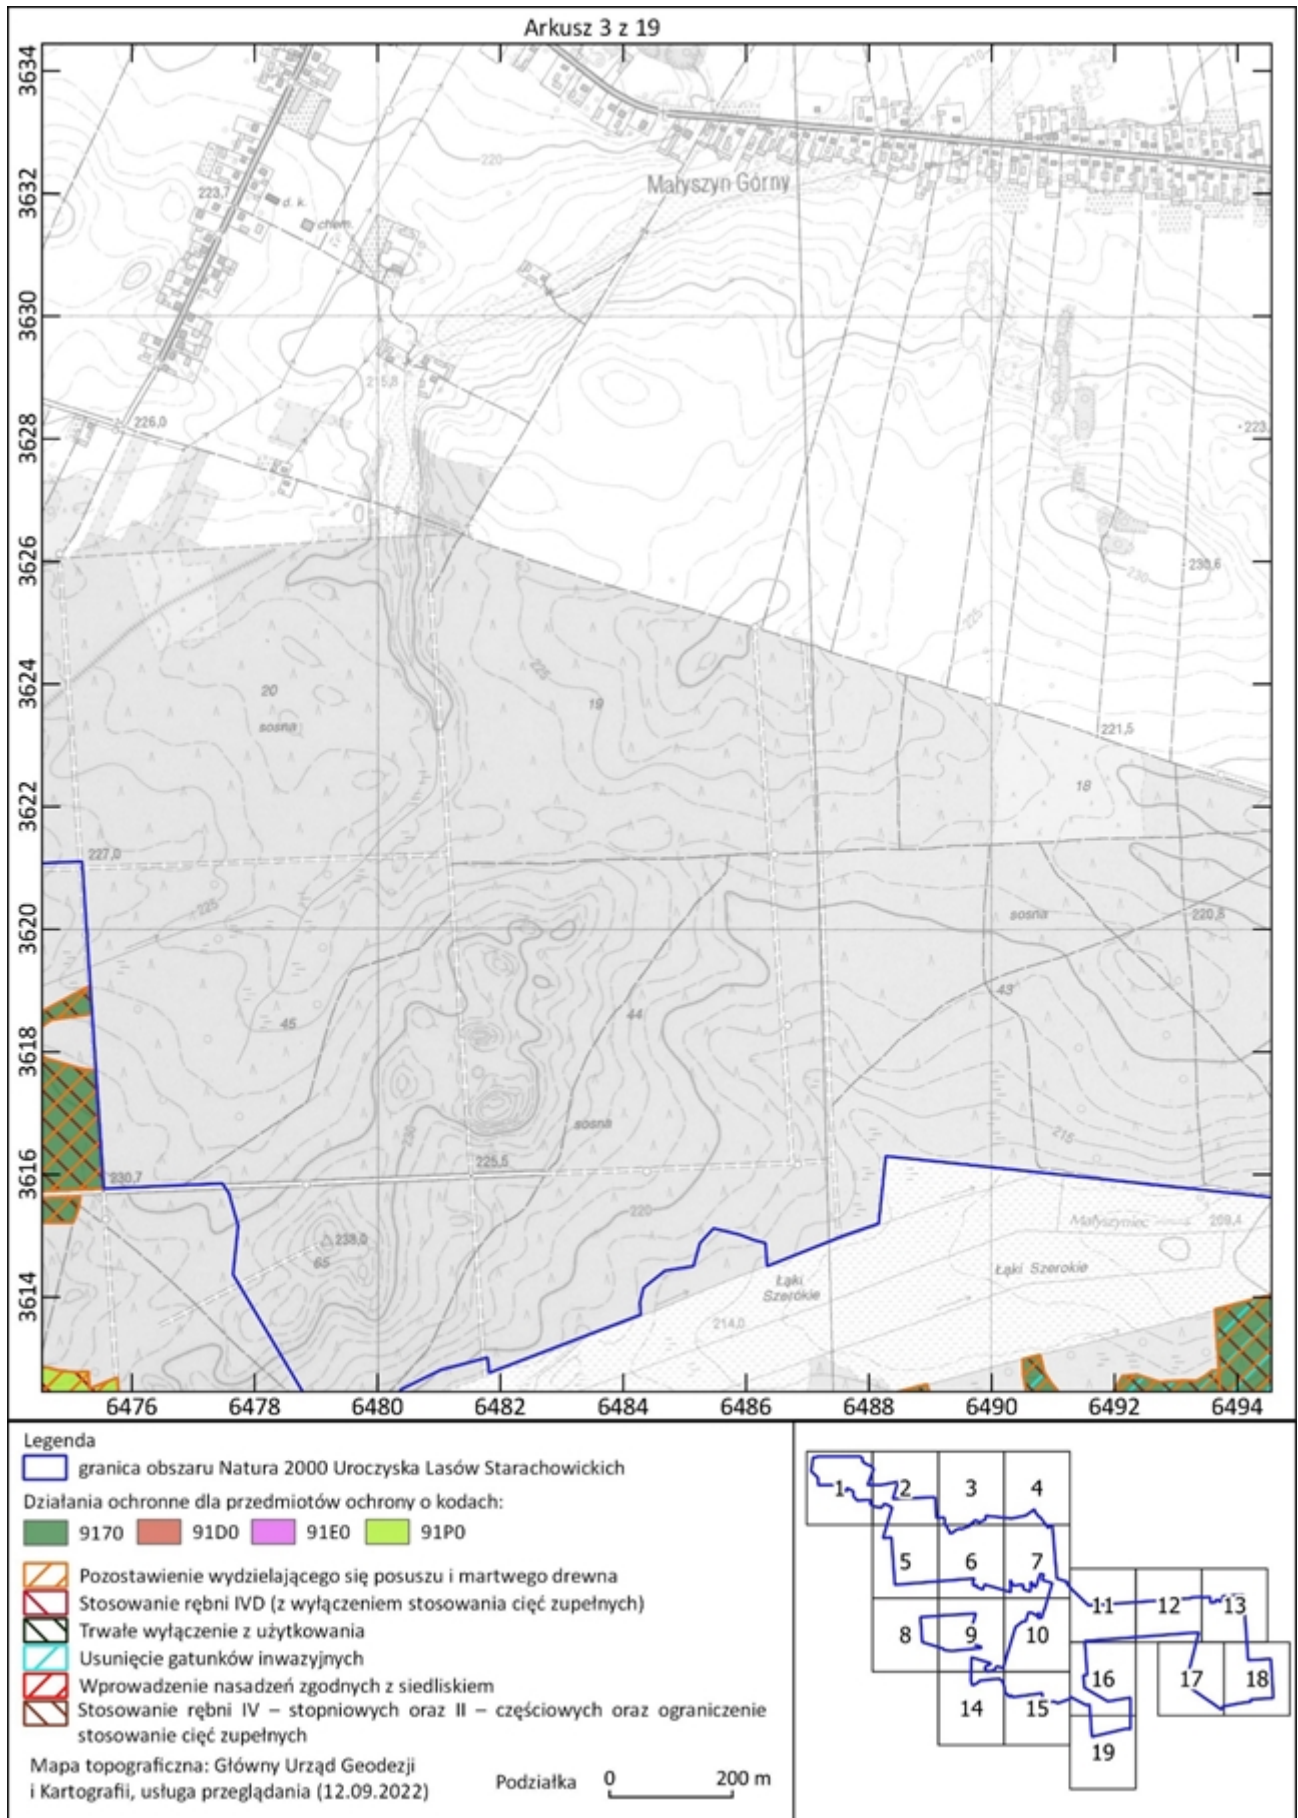 Arkusz 3 z 19
3634
3632
3630
3628
3626
3624
3622
3620
3618
3616
3614
220
210
Małyszyn Górny
223,7
d. k.
chem.
215,8
226,0
223,
230
230,6
225
225
20
sosna
19
221,5
18
227,0
225
sosna
220,5
45
44
43
sosna
230
215
230,7
225,5
220
238,0
65
Małyszyniec
209,4
Łąki Szerokie
Łąki
Szerokie
214,0
6476 6478 6480 6482 6484 6486 6488 6490 6492 6494
Legenda
granica obszaru Natura 2000 Uroczyska Lasów Starachowickich
Działania ochronne dla przedmiotów ochrony o kodach:
9170 91D0 91E0 91P0
Pozostawienie wydzielającego się posuszu i martwego drewna
Stosowanie rębni IVD (z wyłączeniem stosowania cięć zupełnych)
Trwałe wyłączenie z użytkowania
Usunięcie gatunków inwazyjnych
Wprowadzenie nasadzeń zgodnych z siedliskiem
Stosowanie rębni IV – stopniowych oraz II – częściowych oraz ograniczenie
stosowanie cięć zupełnych
Mapa topograficzna: Główny Urząd Geodezji
i Kartografii, usługa przeglądania (12.09.2022)
Podziałka 0 200 m
1 2 3 4
5 6 7
11 12 13
8 9 10
16 17 18
14 15
19